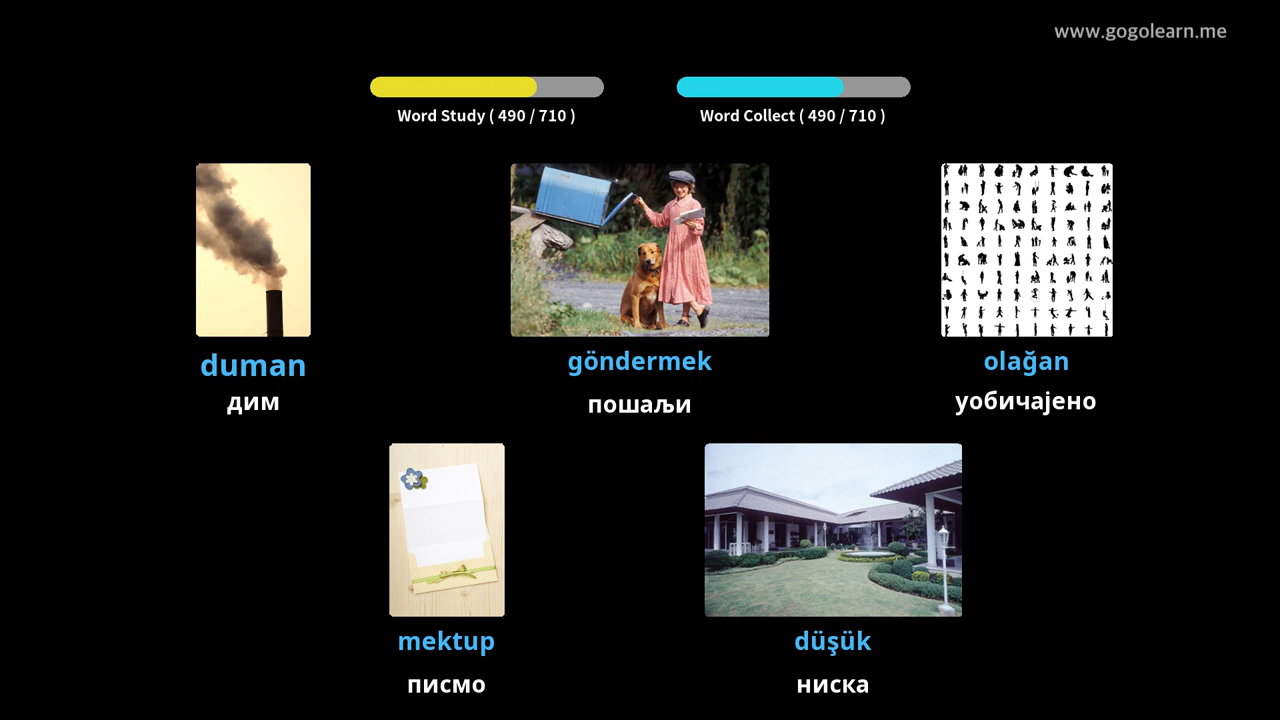 www.gogolearn.me
Word Study ( 490 / 710 )
Word Collect ( 490 / 710 )
duman
дим
göndermek
пошаљи
olağan
уобичајено
mektup
писмо
düşük
ниска